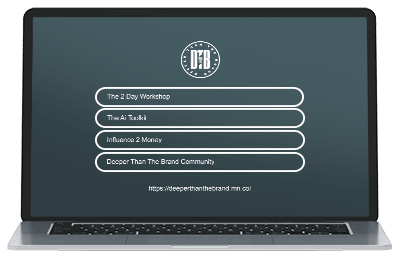 DTB
The 2 Day Workshop
The Ai Toolkit
Influence 2 Money
Deeper Than The Brand Community
https://deeperthanthebrand.mn.co/